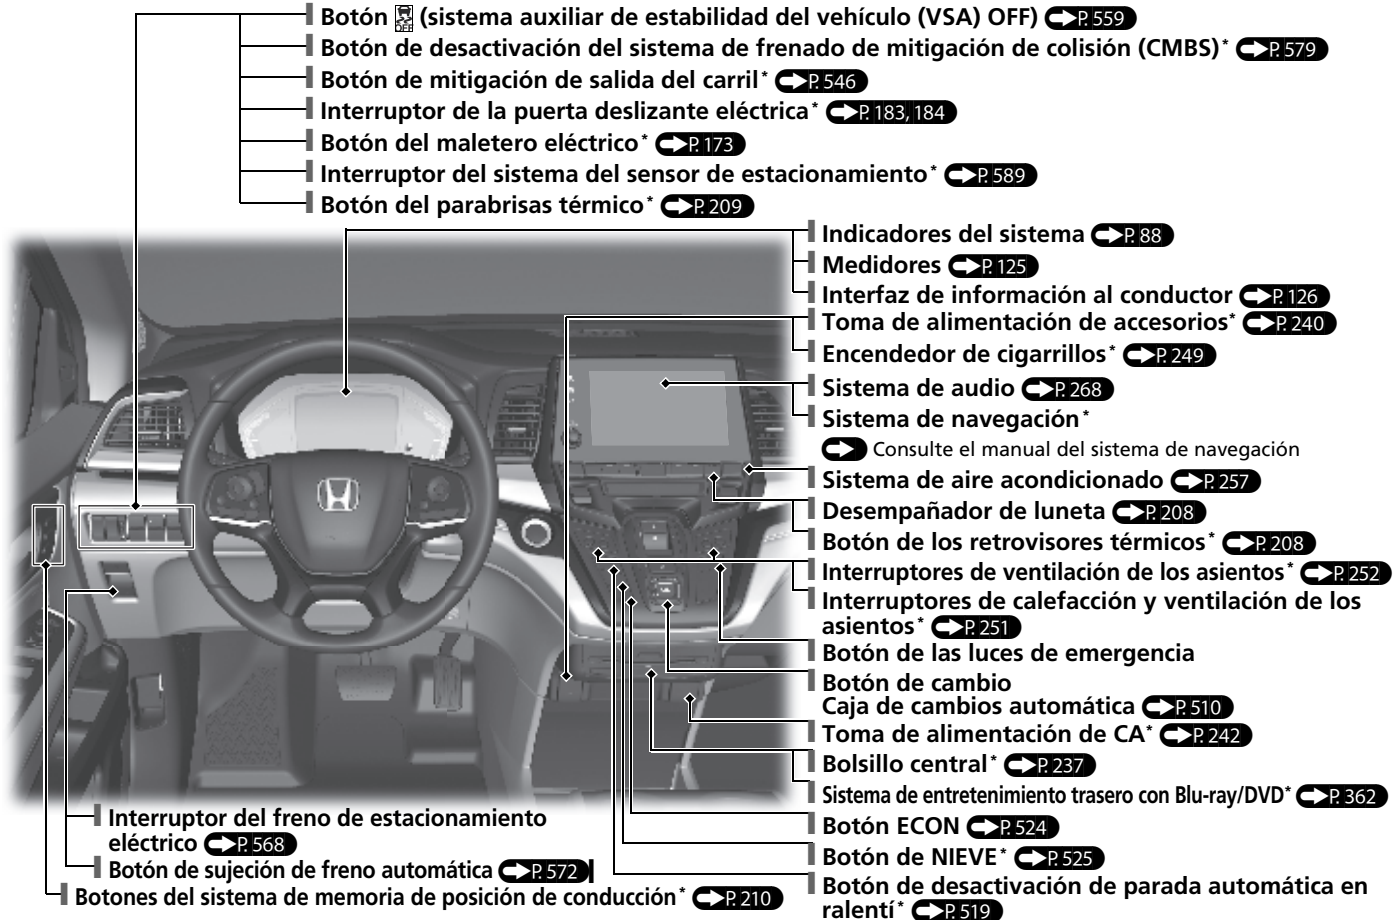 Botón OFF (sistema auxiliar de estabilidad del vehículo (VSA) OFF) P. 559
Botón de desactivación del sistema de frenado de mitigación de colisión (CMBS)* P. 579
Botón de mitigación de salida del carril* P. 546
Interruptor de la puerta deslizante eléctrica* P. 183, 184
Botón del maletero eléctrico* P. 173
Interruptor del sistema del sensor de estacionamiento* P. 589
Botón del parabrisas térmico* P. 209
Indicadores del sistema P. 88
Medidores P. 125
Interfaz de información al conductor P. 126
Toma de alimentación de accesorios* P. 240
Encendedor de cigarrillos* P. 249
Sistema de audio P. 268
Sistema de navegación*
Consulte el manual del sistema de navegación
Sistema de aire acondicionado P. 257
Desempañador de luneta P. 208
Botón de los retrovisores térmicos* P. 208
Interruptores de ventilación de los asientos* P. 252
Interruptores de calefacción y ventilación de los
asientos* P. 251
Botón de las luces de emergencia
Botón de cambio
Caja de cambios automática P. 510
Toma de alimentación de CA* P. 242
Bolsillo central* P. 237
Sistema de entretenimiento trasero con Blu-ray/DVD* P. 362
Botón ECON P. 524
Botón de NIEVE* P. 525
Botón de desactivación de parada automática en
ralentí* P. 519
Interruptor del freno de estacionamiento
eléctrico P. 568
Botón de sujeción de freno automática P. 572
Botones del sistema de memoria de posición de conducción* P. 210